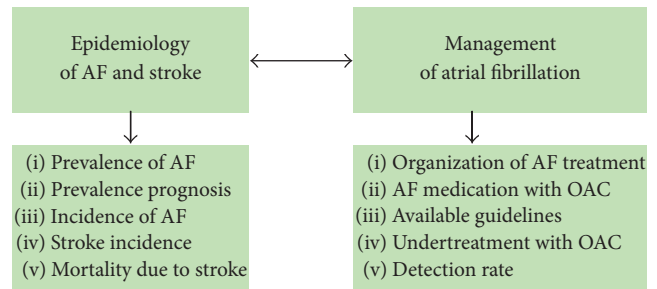 Epidemiology
of AF and stroke
Management
of atrial fibrillation
(i) Prevalence of AF
(ii) Prevalence prognosis
(iii) Incidence of AF
(iv) Stroke incidence
(v) Mortality due to stroke
(i) Organization of AF treatment
(ii) AF medication with OAC
(iii) Available guidelines
(iv) Undertreatment with OAC
(v) Detection rate